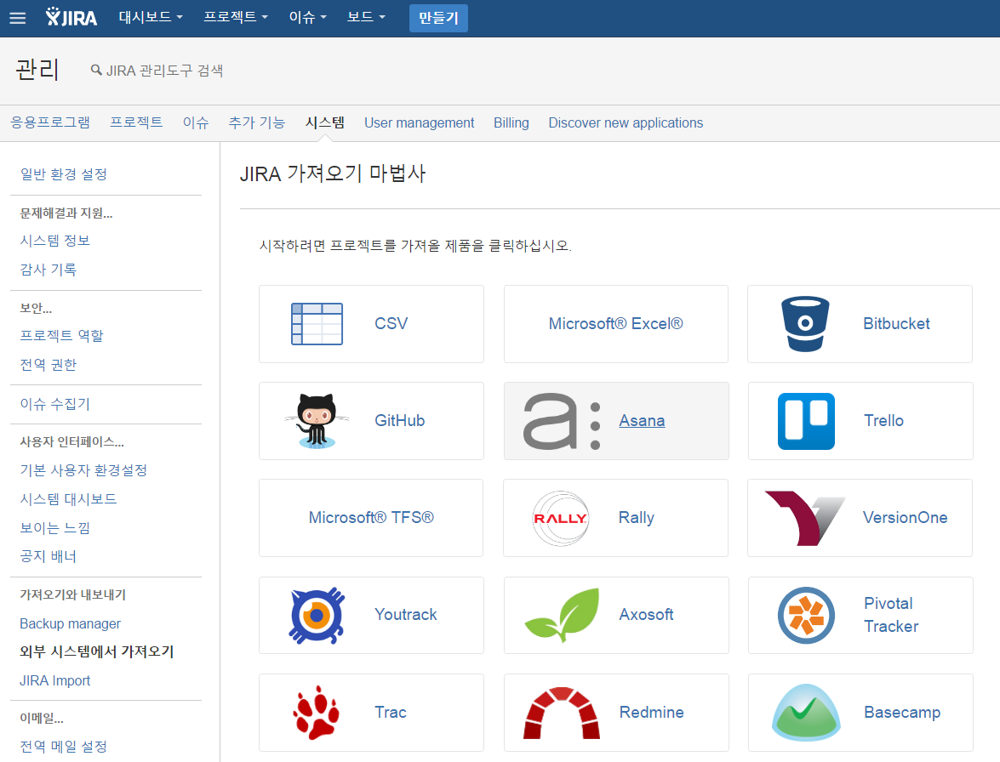 JIRA 대시보드 프로젝트 이슈 보드 만들기
관리 JIRA 관리도구 검색
응용프로그램 프로젝트 이슈 추가 기능 시스템 User management Billing Discover new applications
일반 환경 설정
문제해결과 지원...
시스템 정보
감사 기록
보안...
프로젝트 역할
전역 권한
이슈 수집기
사용자 인터페이스...
기본 사용자 환경설정
시스템 대시보드
보이는 느낌
공지 배너
가져오기와 내보내기
Backup manager
외부 시스템에서 가져오기
JIRA Import
이메일...
전역 메일 설정
JIRA 가져오기 마법사
시작하려면 프로젝트를 가져올 제품을 클릭하십시오.
CSV
Microsoft® Excel®
Bitbucket
GitHub
a: Asana
Trello
Microsoft® TFS®
RALLY Rally
VersionOne
Youtrack
Axosoft
Pivotal
Tracker
Trac
Redmine
Basecamp